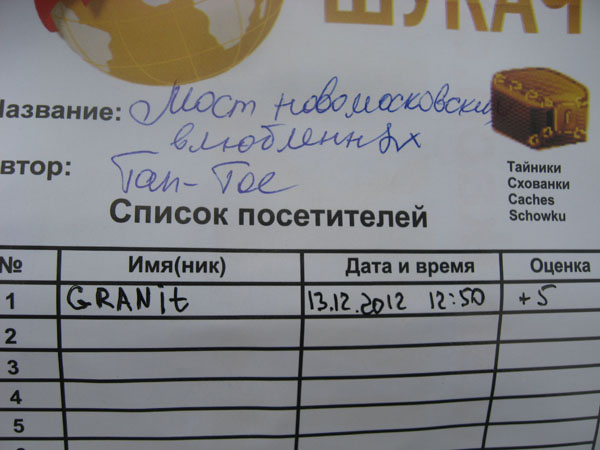 ШУКАЧ
Название: Мост новомосковских
влюбленных
втор: Тап-Тое
Тайники
Схованки
Caches
Schowku
Список посетителей
№ Имя(ник) Дата и время Оценка
1 GRANit 13.12.2012 12:50 +5
2
3
4
5